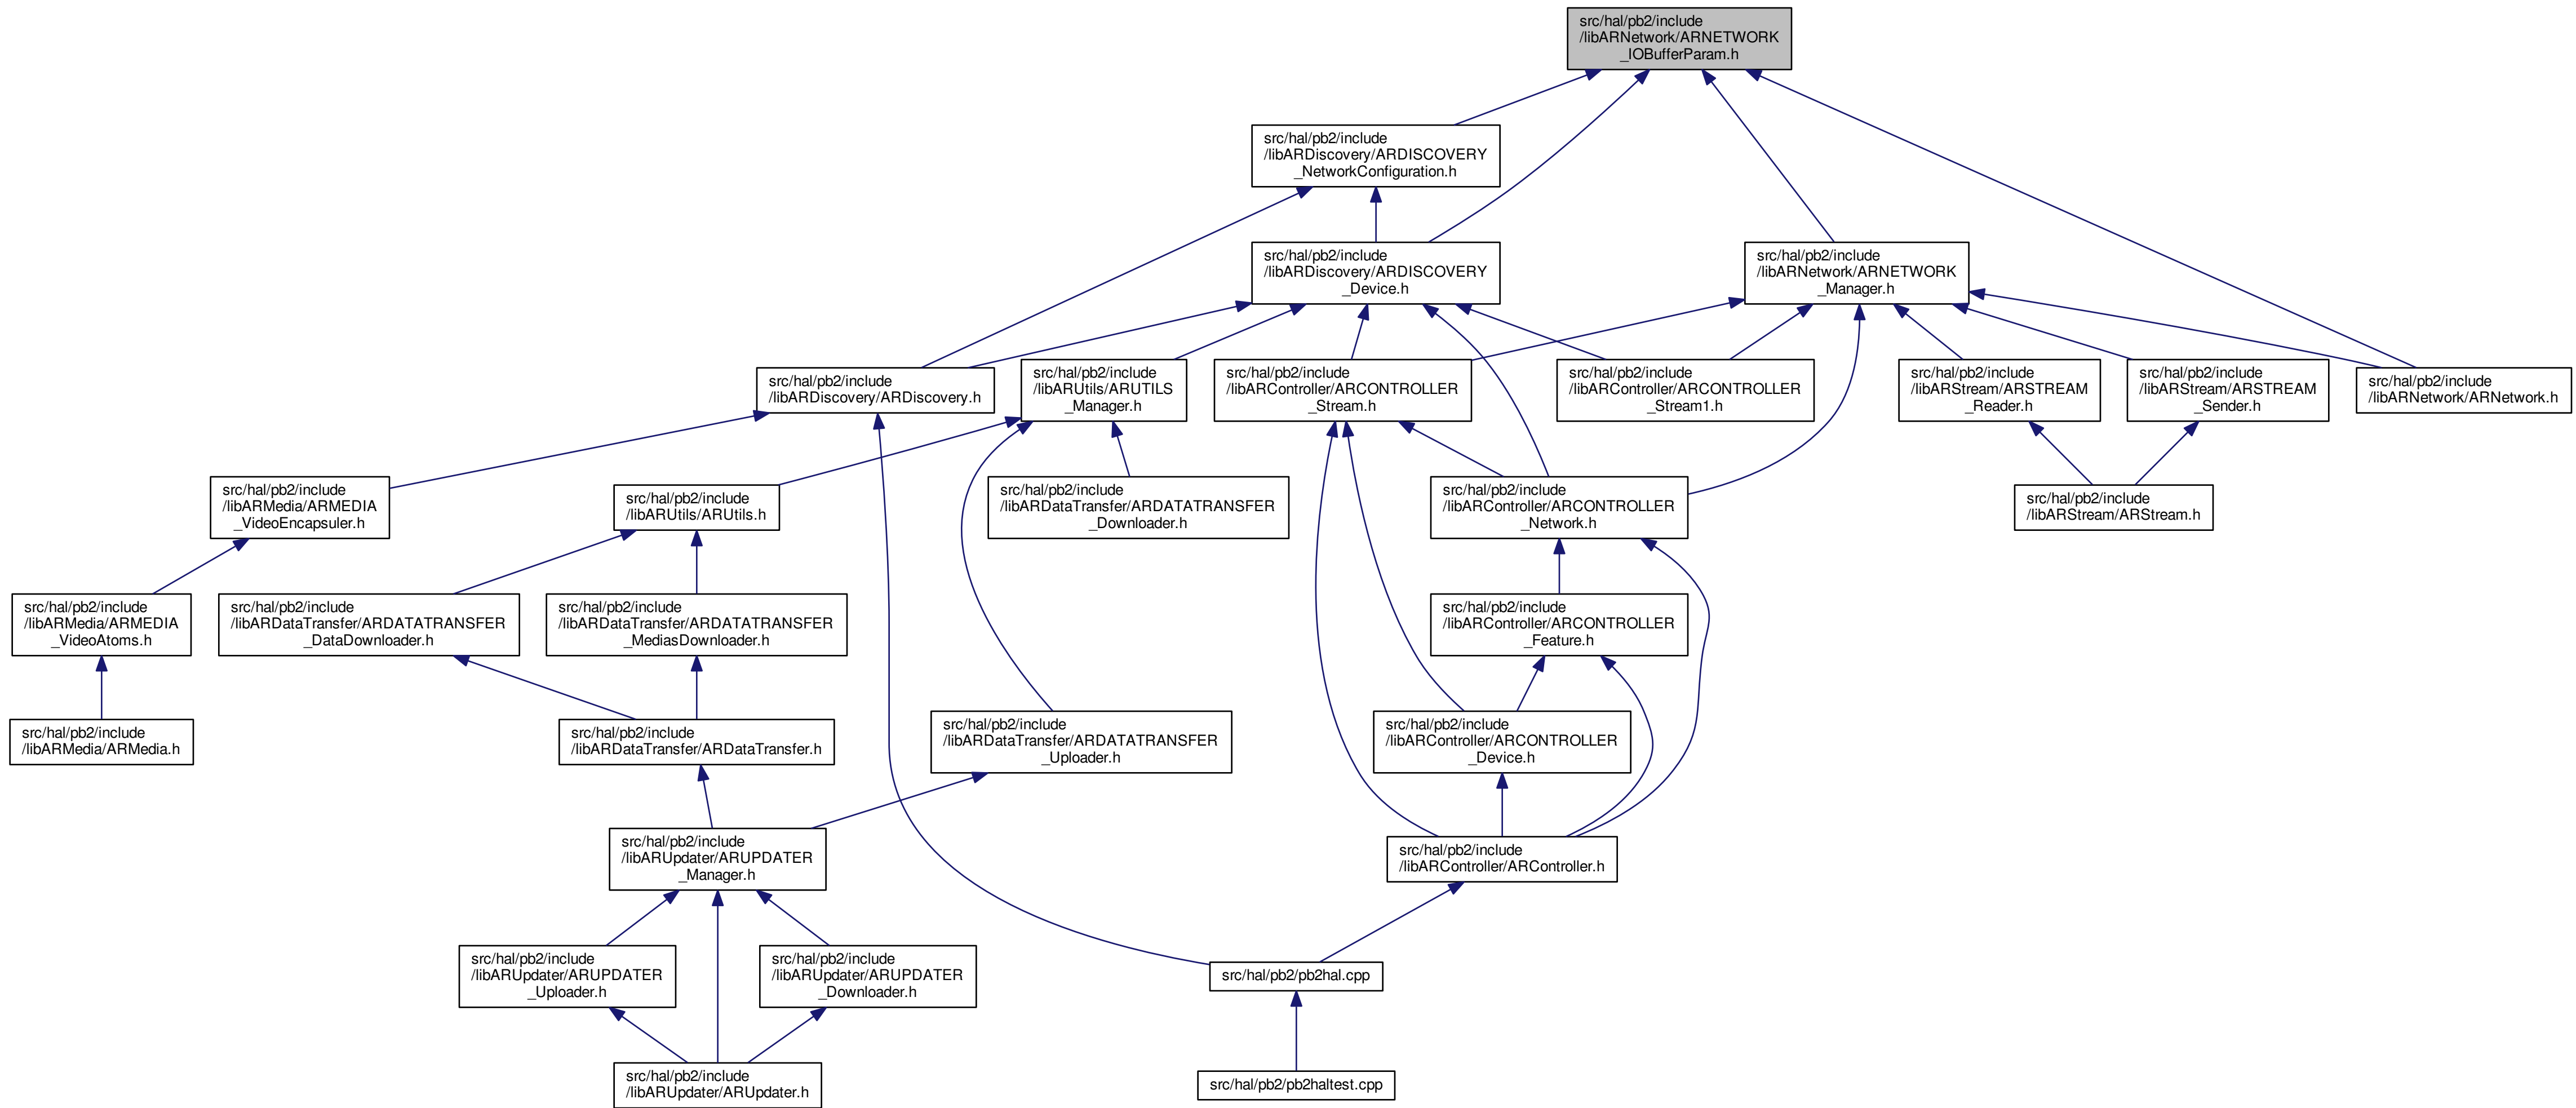 src/hal/pb2/include
/libARNetwork/ARNETWORK
_IOBufferParam.h
src/hal/pb2/include
/libARDiscovery/ARDISCOVERY
_NetworkConfiguration.h
src/hal/pb2/include
/libARDiscovery/ARDISCOVERY
_Device.h
src/hal/pb2/include
/libARNetwork/ARNETWORK
_Manager.h
src/hal/pb2/include
/libARDiscovery/ARDiscovery.h
src/hal/pb2/include
/libARUtils/ARUTILS
_Manager.h
src/hal/pb2/include
/libARController/ARCONTROLLER
_Stream.h
src/hal/pb2/include
/libARController/ARCONTROLLER
_Stream1.h
src/hal/pb2/include
/libARStream/ARSTREAM
_Reader.h
src/hal/pb2/include
/libARStream/ARSTREAM
_Sender.h
src/hal/pb2/include
/libARNetwork/ARNetwork.h
src/hal/pb2/include
/libARMedia/ARMEDIA
_VideoEncapsuler.h
src/hal/pb2/include
/libARUtils/ARUtils.h
src/hal/pb2/include
/libARDataTransfer/ARDATATRANSFER
_Downloader.h
src/hal/pb2/include
/libARController/ARCONTROLLER
_Network.h
src/hal/pb2/include
/libARStream/ARStream.h
src/hal/pb2/include
/libARMedia/ARMEDIA
_VideoAtoms.h
src/hal/pb2/include
/libARDataTransfer/ARDATATRANSFER
_DataDownloader.h
src/hal/pb2/include
/libARDataTransfer/ARDATATRANSFER
_MediasDownloader.h
src/hal/pb2/include
/libARController/ARCONTROLLER
_Feature.h
src/hal/pb2/include
/libARMedia/ARMedia.h
src/hal/pb2/include
/libARDataTransfer/ARDataTransfer.h
src/hal/pb2/include
/libARDataTransfer/ARDATATRANSFER
_Uploader.h
src/hal/pb2/include
/libARController/ARCONTROLLER
_Device.h
src/hal/pb2/include
/libARUpdater/ARUPDATER
_Manager.h
src/hal/pb2/include
/libARController/ARController.h
src/hal/pb2/include
/libARUpdater/ARUPDATER
_Uploader.h
src/hal/pb2/include
/libARUpdater/ARUPDATER
_Downloader.h
src/hal/pb2/pb2hal.cpp
src/hal/pb2/include
/libARUpdater/ARUpdater.h
src/hal/pb2/pb2haltest.cpp